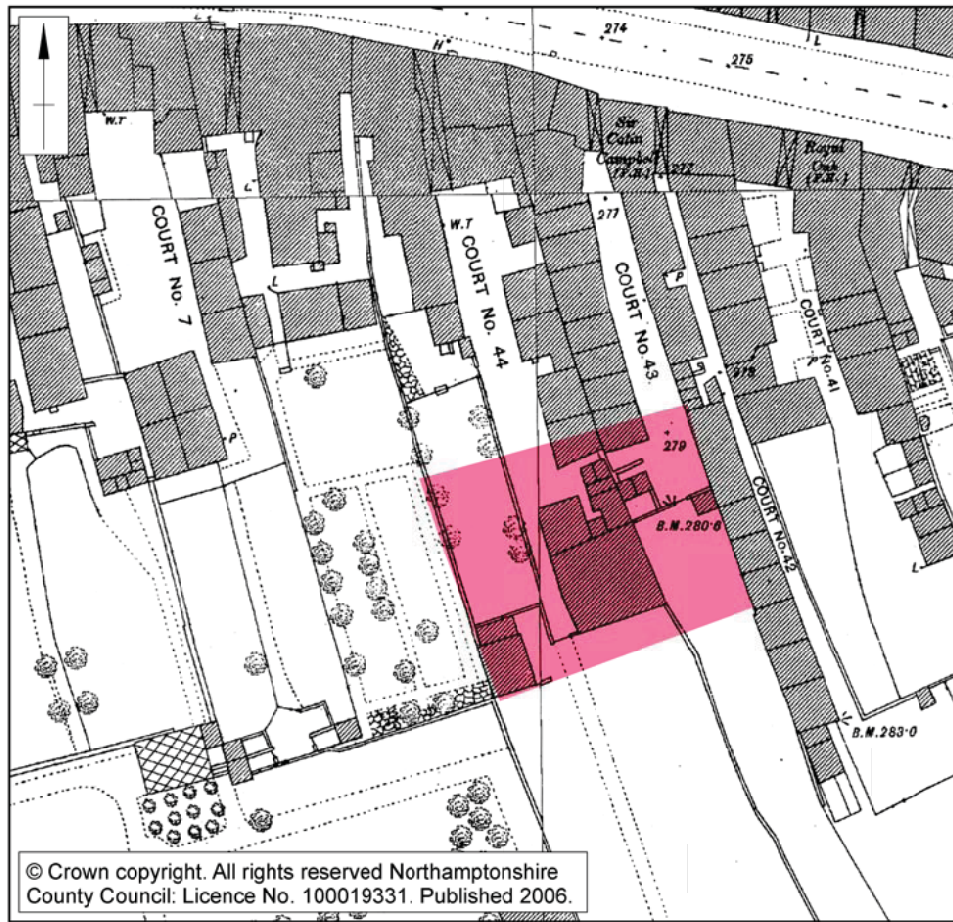 L
274
275
L
H
W.T
Sir
Colin
Campbell
(P.H.)
277
Royal
Oak
(P.H.)
L
277
COURT No. 7
W.T
COURT No. 44
COURT No. 43
P
L
COURT No. 41
278
P
P
279
B.M. 280·6
COURT No. 42
L
B.M. 283·0
© Crown copyright. All rights reserved Northamptonshire
County Council: Licence No. 100019331. Published 2006.